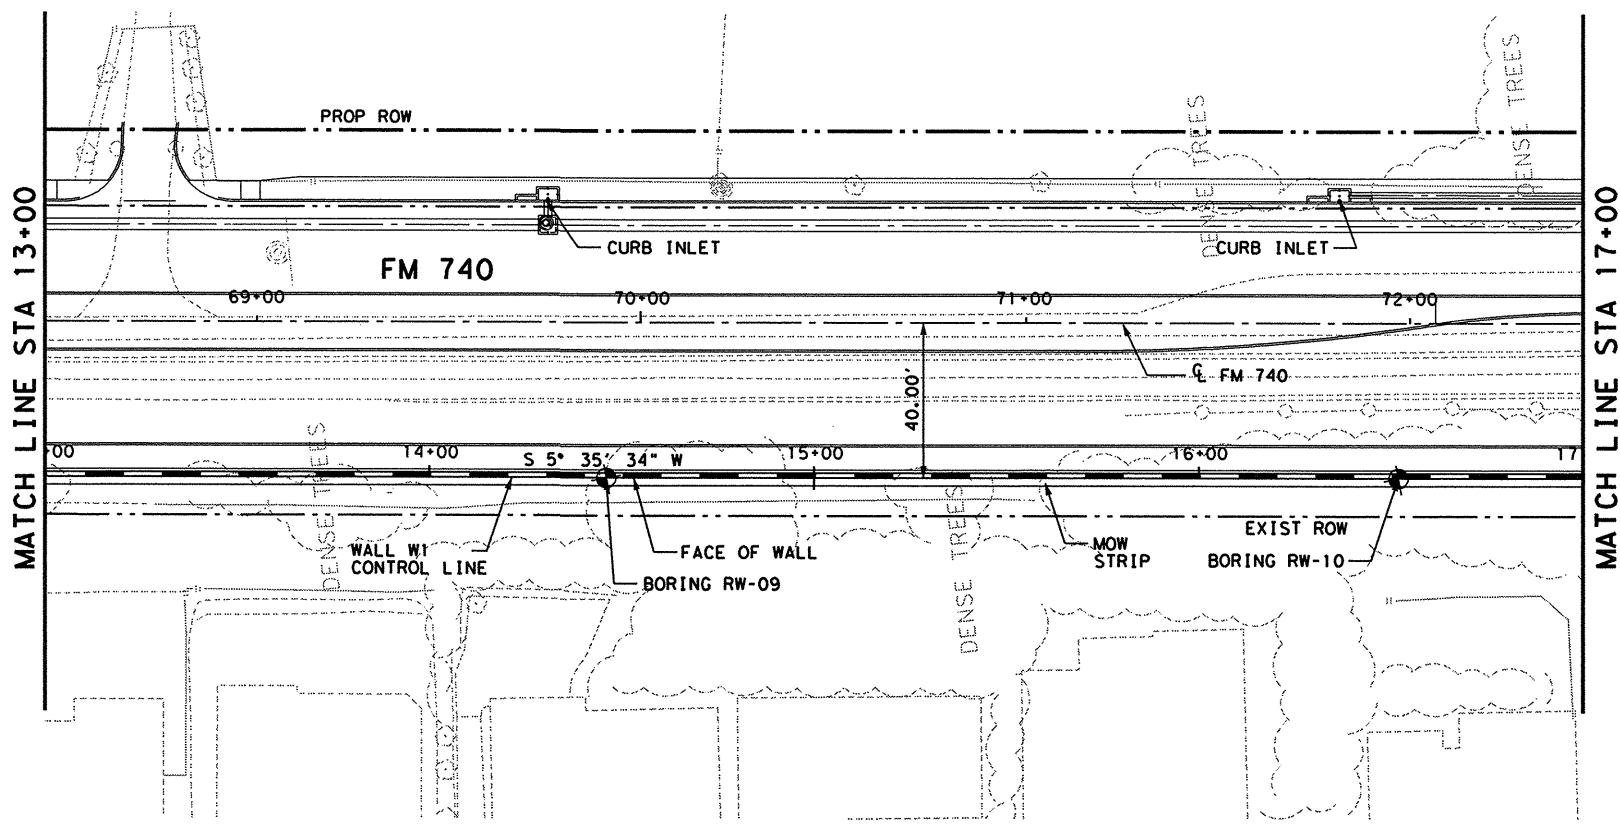 MATCH LINE STA 13+00
MATCH LINE STA 17+00
PROP ROW
DENSE TREES
DENSE TREES
CURB INLET
CURB INLET
FM 740
69+00
70+00
71+00
72+00
℄ FM 740
40.00'
+00
14+00
S 5° 35' 34" W
15+00
16+00
17
DENSE TREES
DENSE TREES
WALL W1
CONTROL LINE
FACE OF WALL
BORING RW-09
MOW
STRIP
EXIST ROW
BORING RW-10